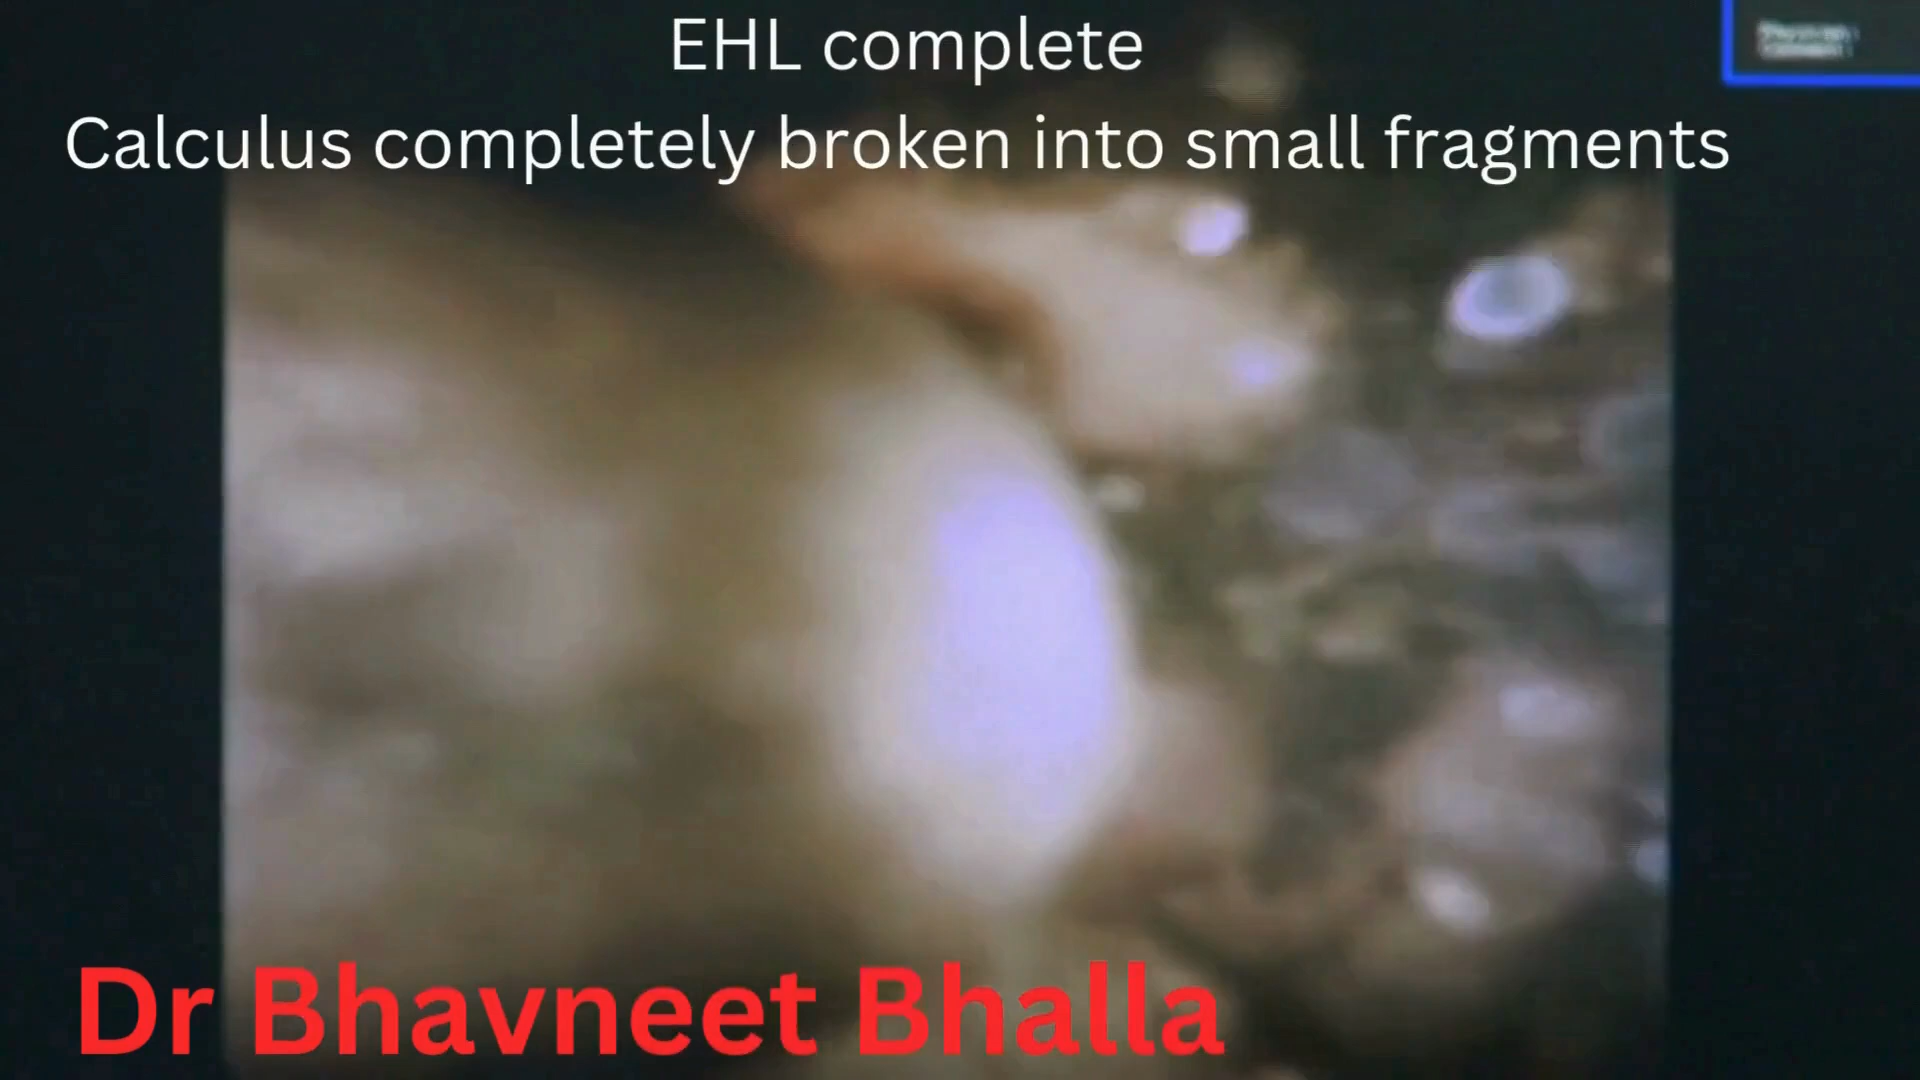 EHL complete
Calculus completely broken into small fragments
Dr Bhavneet Bhalla